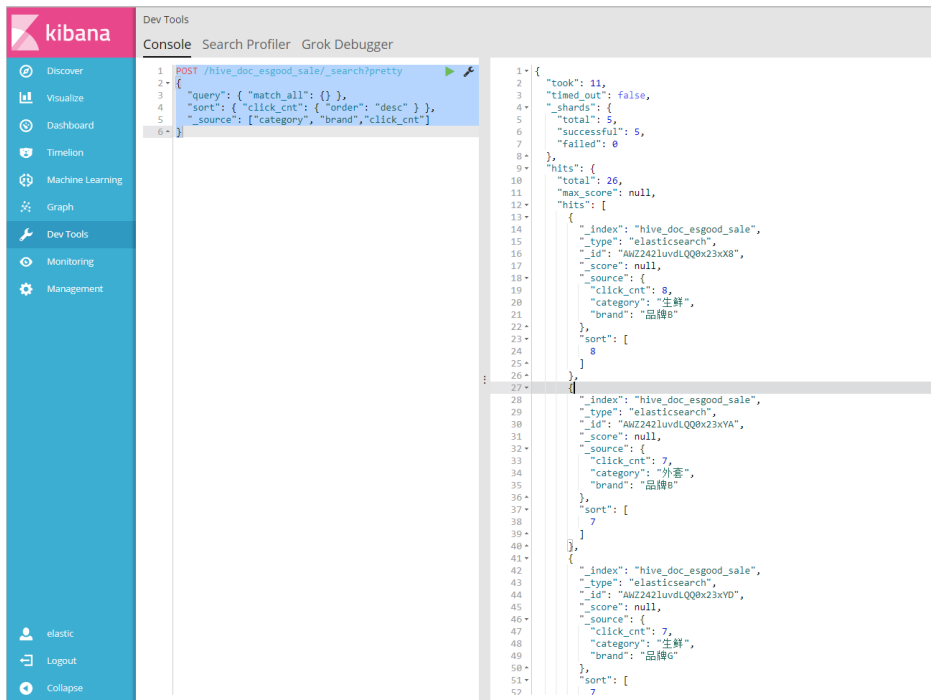 kibana
Discover
Visualize
Dashboard
Timelion
Machine Learning
Graph
Dev Tools
Monitoring
Management
elastic
Logout
Collapse
Dev Tools
Console Search Profiler Grok Debugger
1 POST /hive_doc_esgood_sale/_search?pretty
2 {
3 "query": { "match_all": {} },
4 "sort": { "click_cnt": { "order": "desc" } },
5 "_source": ["category", "brand","click_cnt"]
6 }
1 {
2 "took": 11,
3 "timed_out": false,
4 "_shards": {
5 "total": 5,
6 "successful": 5,
7 "failed": 0
8 },
9 "hits": {
10 "total": 26,
11 "max_score": null,
12 "hits": [
13 {
14 "_index": "hive_doc_esgood_sale",
15 "_type": "elasticsearch",
16 "_id": "AWZ242luvdLQQ0x23xX8",
17 "_score": null,
18 "_source": {
19 "click_cnt": 8,
20 "category": "生鲜",
21 "brand": "品牌B"
22 },
23 "sort": [
24 8
25 ]
26 },
27 {
28 "_index": "hive_doc_esgood_sale",
29 "_type": "elasticsearch",
30 "_id": "AWZ242luvdLQQ0x23xYA",
31 "_score": null,
32 "_source": {
33 "click_cnt": 7,
34 "category": "外套",
35 "brand": "品牌B"
36 },
37 "sort": [
38 7
39 ]
40 },
41 {
42 "_index": "hive_doc_esgood_sale",
43 "_type": "elasticsearch",
44 "_id": "AWZ242luvdLQQ0x23xYD",
45 "_score": null,
46 "_source": {
47 "click_cnt": 7,
48 "category": "生鲜",
49 "brand": "品牌G"
50 },
51 "sort": [
52 7